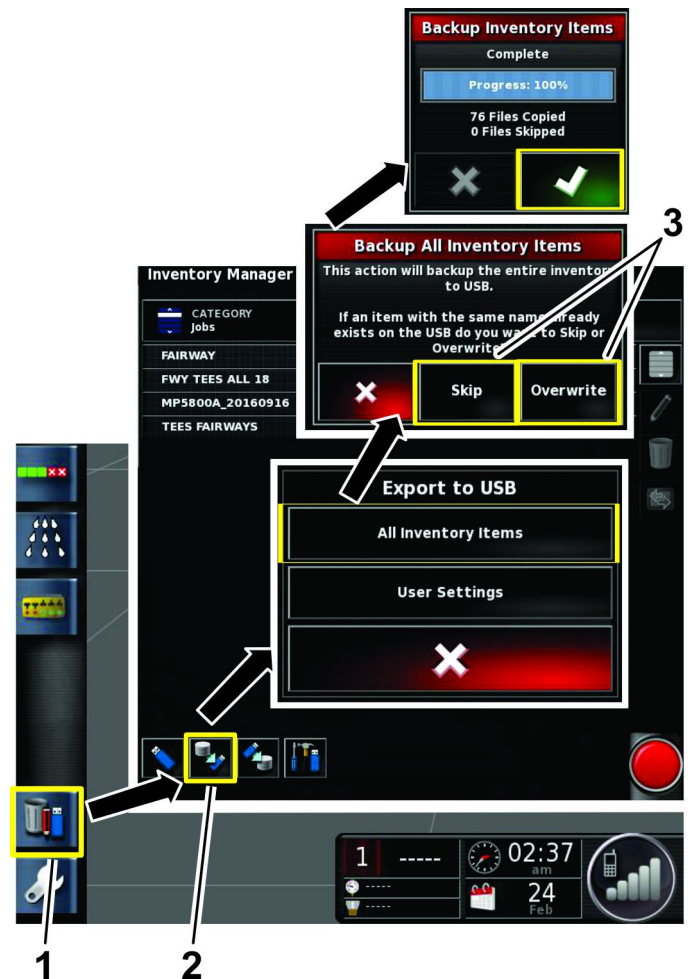 Backup Inventory Items
Complete
Progress: 100%
76 Files Copied
0 Files Skipped
3
Backup All Inventory Items
This action will backup the entire inventory
to USB.
If an item with the same name already
exists on the USB do you want to Skip or
Overwrite
Skip
Overwrite
Inventory Manager
CATEGORY
Jobs
FAIRWAY
FWY TEES ALL 18
MP5800A_20160916
TEES FAIRWAYS
Export to USB
All Inventory Items
User Settings
1 -----
-----
-----
02:37
am
24
Feb
1
2